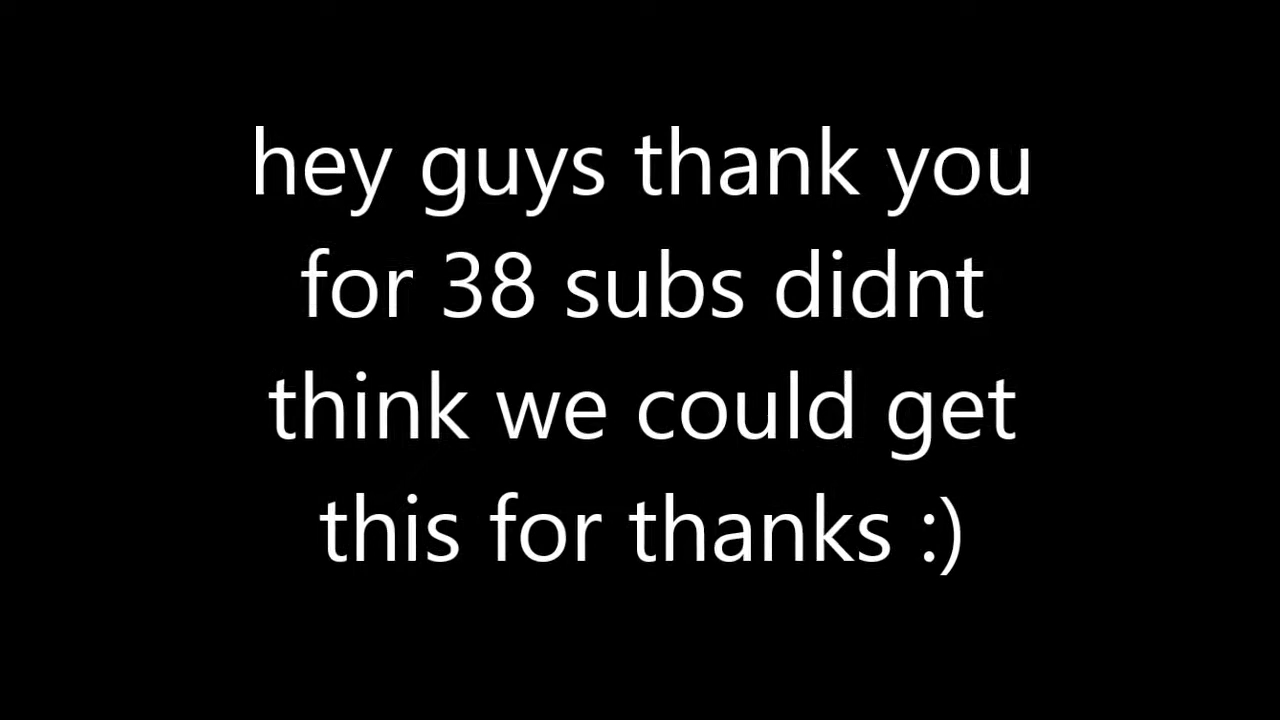 hey guys thank you
for 38 subs didnt
think we could get
this for thanks :)